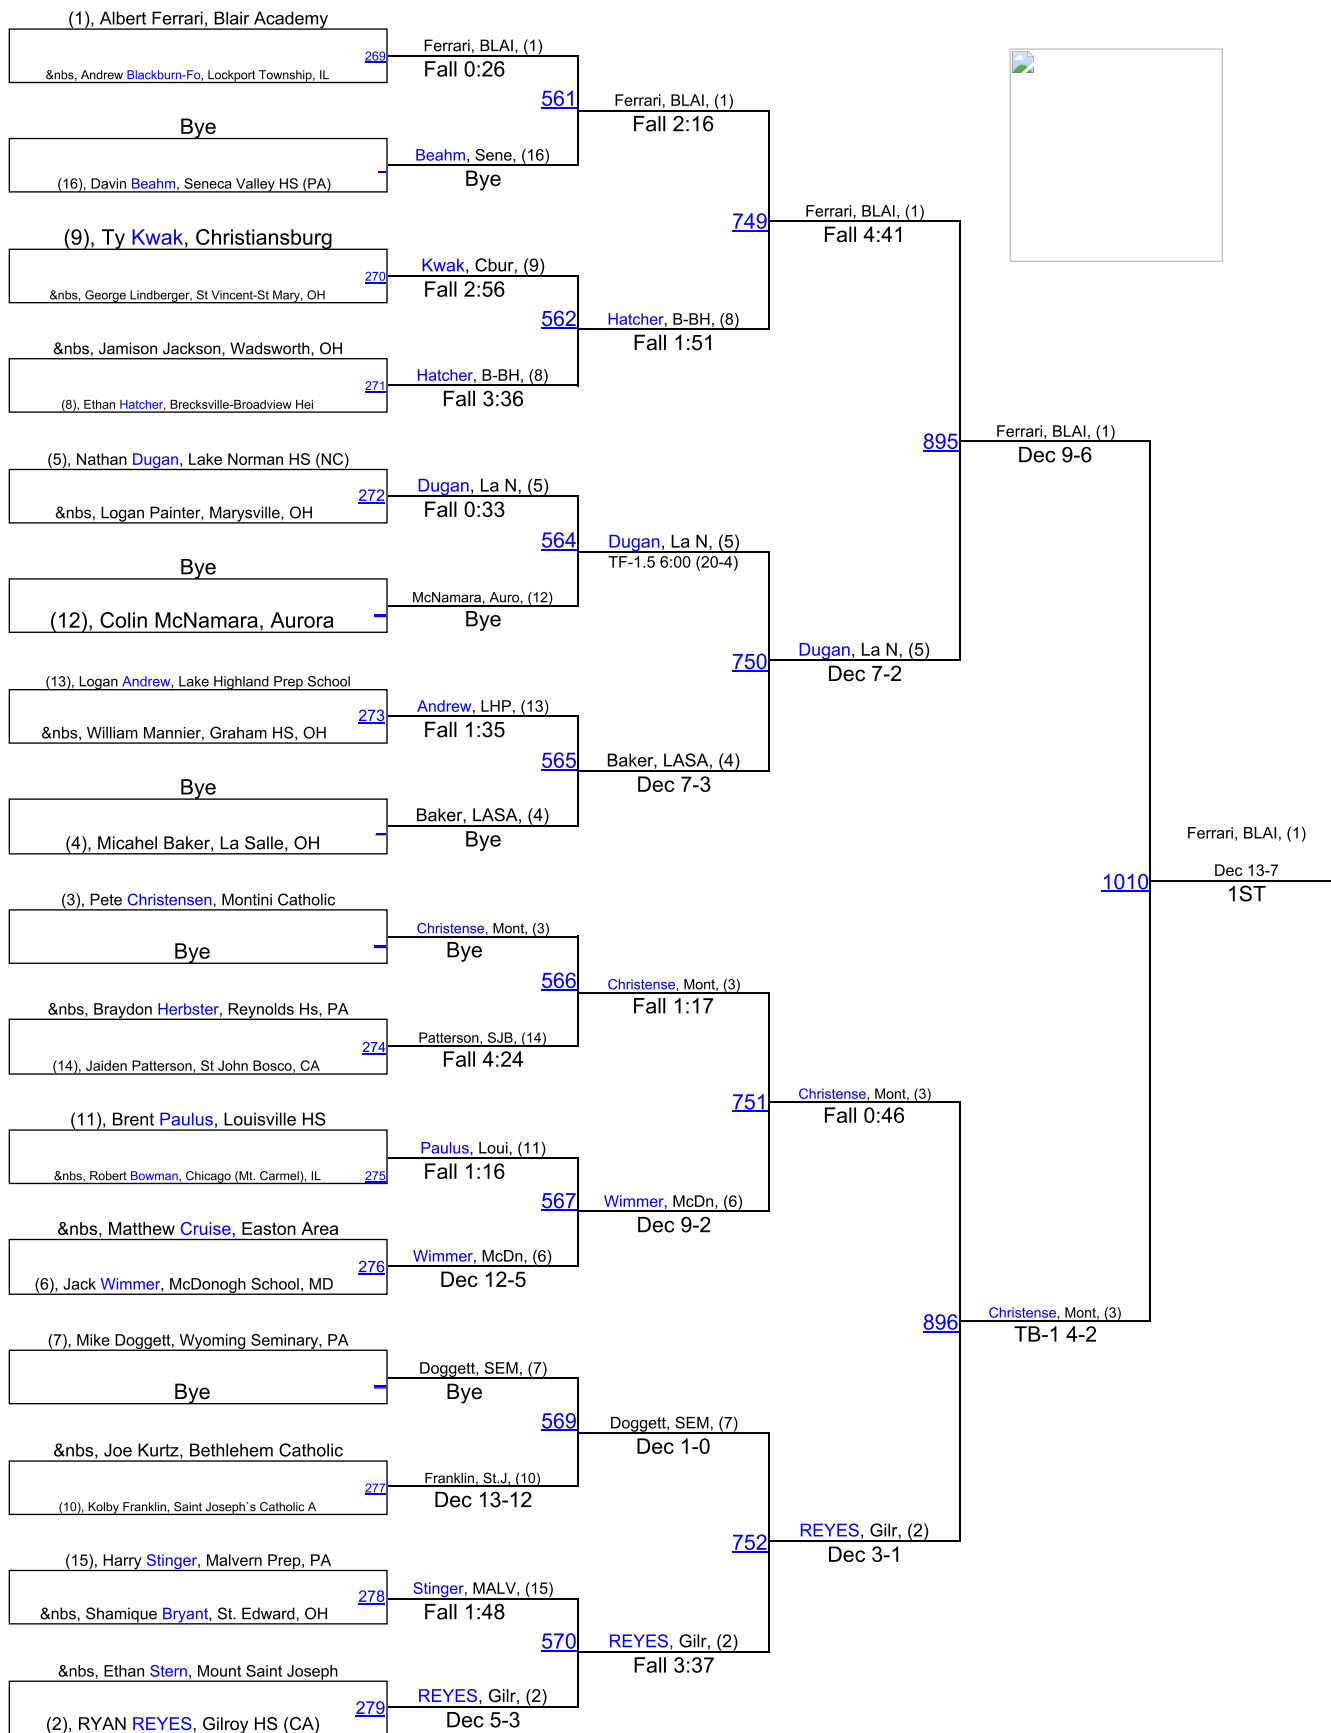 (1), Albert Ferrari, Blair Academy
269
&nbs, Andrew Blackburn-Fo, Lockport Township, IL
Bye
(16), Davin Beahm, Seneca Valley HS (PA)
(9), Ty Kwak, Christiansburg
270
&nbs, George Lindberger, St Vincent-St Mary, OH
&nbs, Jamison Jackson, Wadsworth, OH
271
(8), Ethan Hatcher, Brecksville-Broadview Hei
(5), Nathan Dugan, Lake Norman HS (NC)
272
&nbs, Logan Painter, Marysville, OH
Bye
(12), Colin McNamara, Aurora
(13), Logan Andrew, Lake Highland Prep School
273
&nbs, William Mannier, Graham HS, OH
Bye
(4), Micahel Baker, La Salle, OH
(3), Pete Christensen, Montini Catholic
Bye
&nbs, Braydon Herbster, Reynolds Hs, PA
274
(14), Jaiden Patterson, St John Bosco, CA
(11), Brent Paulus, Louisville HS
&nbs, Robert Bowman, Chicago (Mt. Carmel), IL
275
&nbs, Matthew Cruise, Easton Area
276
(6), Jack Wimmer, McDonogh School, MD
(7), Mike Doggett, Wyoming Seminary, PA
Bye
&nbs, Joe Kurtz, Bethlehem Catholic
277
(10), Kolby Franklin, Saint Joseph`s Catholic A
(15), Harry Stinger, Malvern Prep, PA
278
&nbs, Shamique Bryant, St. Edward, OH
&nbs, Ethan Stern, Mount Saint Joseph
279
(2), RYAN REYES, Gilroy HS (CA)
Ferrari, BLAI, (1)
Fall 0:26
561
Beahm, Sene, (16)
Bye
Kwak, Cbur, (9)
Fall 2:56
562
Hatcher, B-BH, (8)
Fall 3:36
Dugan, La N, (5)
Fall 0:33
564
McNamara, Auro, (12)
Bye
Andrew, LHP, (13)
Fall 1:35
565
Baker, LASA, (4)
Bye
Christense, Mont, (3)
Bye
566
Patterson, SJB, (14)
Fall 4:24
Paulus, Loui, (11)
Fall 1:16
567
Wimmer, McDn, (6)
Dec 12-5
Doggett, SEM, (7)
Bye
569
Franklin, St.J, (10)
Dec 13-12
Stinger, MALV, (15)
Fall 1:48
570
REYES, Gilr, (2)
Dec 5-3
Ferrari, BLAI, (1)
Fall 2:16
749
Hatcher, B-BH, (8)
Fall 1:51
Dugan, La N, (5)
TF-1.5 6:00 (20-4)
750
Baker, LASA, (4)
Dec 7-3
Christense, Mont, (3)
Fall 1:17
751
Wimmer, McDn, (6)
Dec 9-2
Doggett, SEM, (7)
Dec 1-0
752
REYES, Gilr, (2)
Fall 3:37
Ferrari, BLAI, (1)
Fall 4:41
895
Dugan, La N, (5)
Dec 7-2
Christense, Mont, (3)
Fall 0:46
896
REYES, Gilr, (2)
Dec 3-1
Ferrari, BLAI, (1)
Dec 9-6
1010
Christense, Mont, (3)
TB-1 4-2
Ferrari, BLAI, (1)
Dec 13-7
1ST